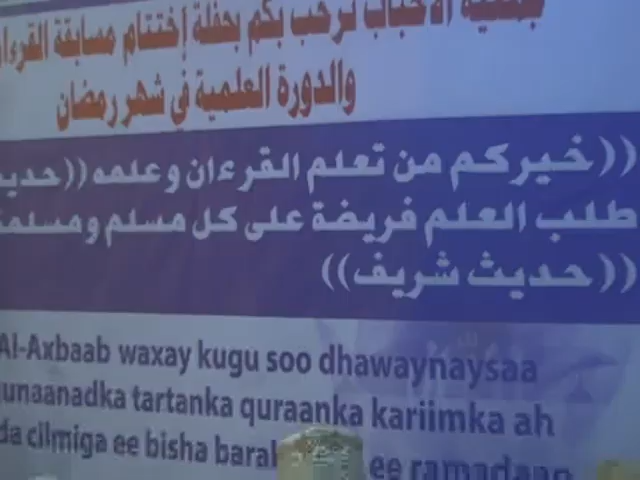 جمعية الأحباب ترحب بكم بحفلة إختتام مسابقة القرءان
والدورة العلمية في شهر رمضان
((خيركم من تعلم القرءان وعلمه ((حديث
طلب العلم فريضة على كل مسلم ومسلمة
((حديث شريف))
Al-Axbaab waxay kugu soo dhawaynaysaa
unaanadka tartanka quraanka kariimka ah
da cilmiga ee bisha barak ee ramadaan